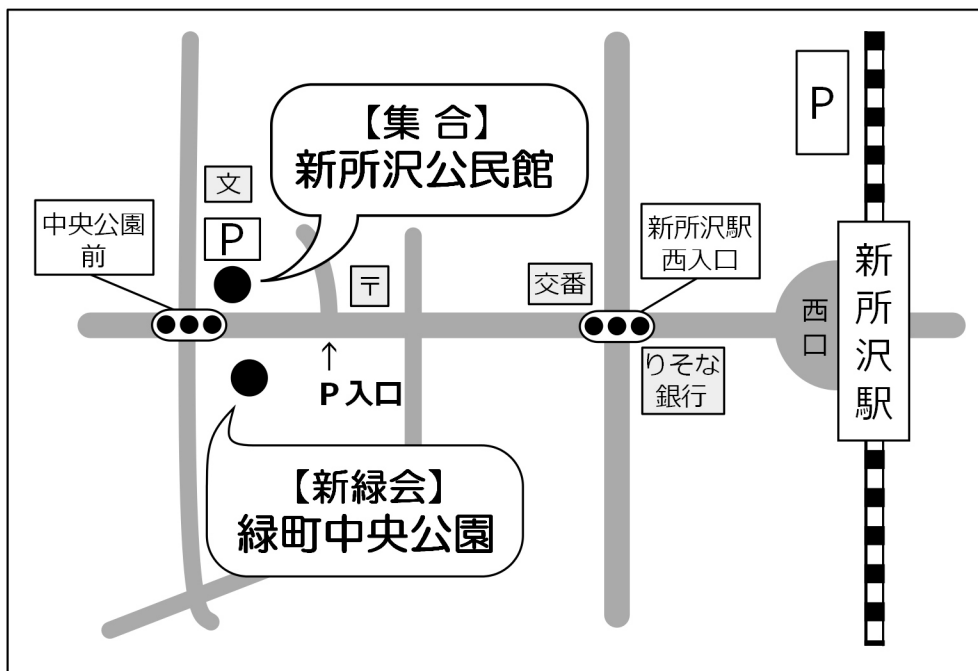 P
【集 合】
新所沢公民館
文
P
中央公園
前
〒
交番
新所沢駅
西入口
西口
新所沢駅
りそな
銀行
↑
P入口
【新緑会】
緑町中央公園